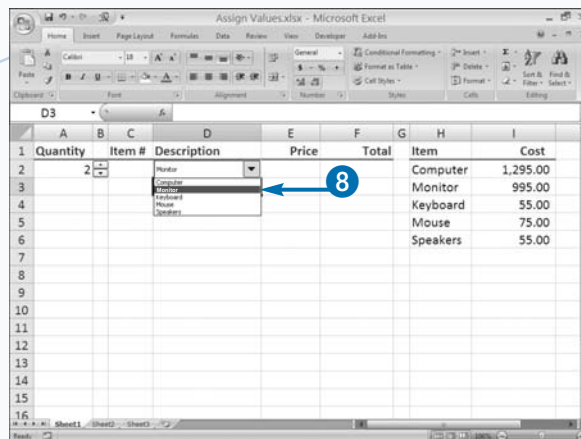 Assign Values.xlsx - Microsoft Excel
Home Insert Page Layout Formulas Data Review View Developer Add-Ins
Calibri 18 A A General Conditional Formatting Insert
Paste B I U A $ % , Format as Table Delete Sort & Find &
Cell Styles Format Filter Select
Clipboard Font Alignment Number Styles Cells Editing
D3 fx
A B C D E F G H I
1 Quantity Item # Description Price Total Item Cost
2 2 Monitor Computer 1,295.00
Computer
3 Monitor 8 Monitor 995.00
Keyboard
4 Mouse Keyboard 55.00
Speakers
5 Mouse 75.00
6 Speakers 55.00
7
8
9
10
11
12
13
14
15
16
Sheet1 Sheet2 Sheet3
Ready 100%